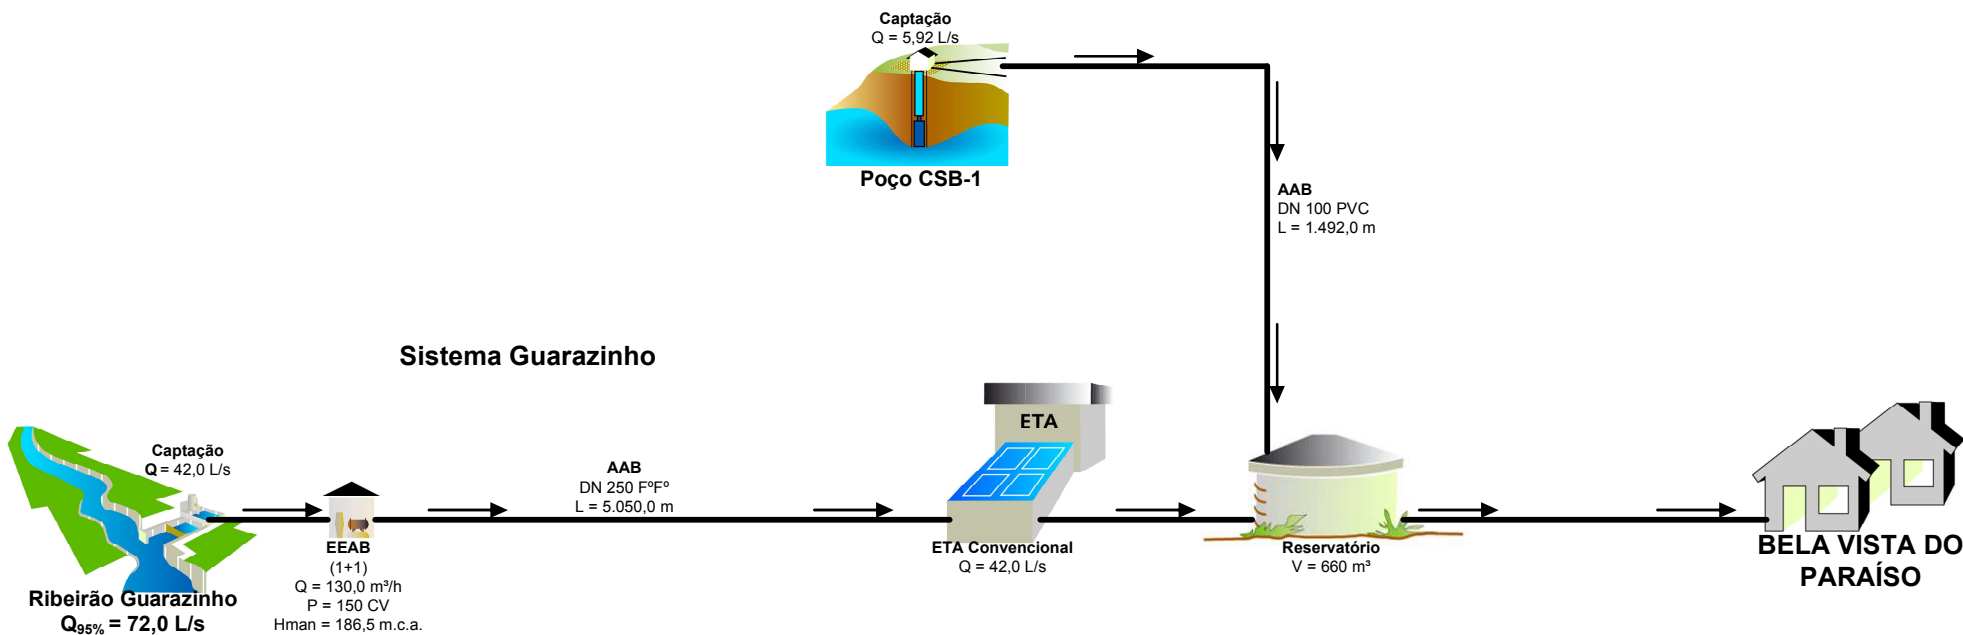 Captação
Q = 5,92 L/s
Poço CSB-1
AAB
DN 100 PVC
L = 1.492,0 m
Sistema Guarazinho
Captação
Q = 42,0 L/s
Ribeirão Guarazinho
Q95% = 72,0 L/s
EEAB
(1+1)
Q = 130,0 m³/h
P = 150 CV
Hman = 186,5 m.c.a.
AAB
DN 250 FºFº
L = 5.050,0 m
ETA
ETA Convencional
Q = 42,0 L/s
Reservatório
V = 660 m³
BELA VISTA DO
PARAÍSO